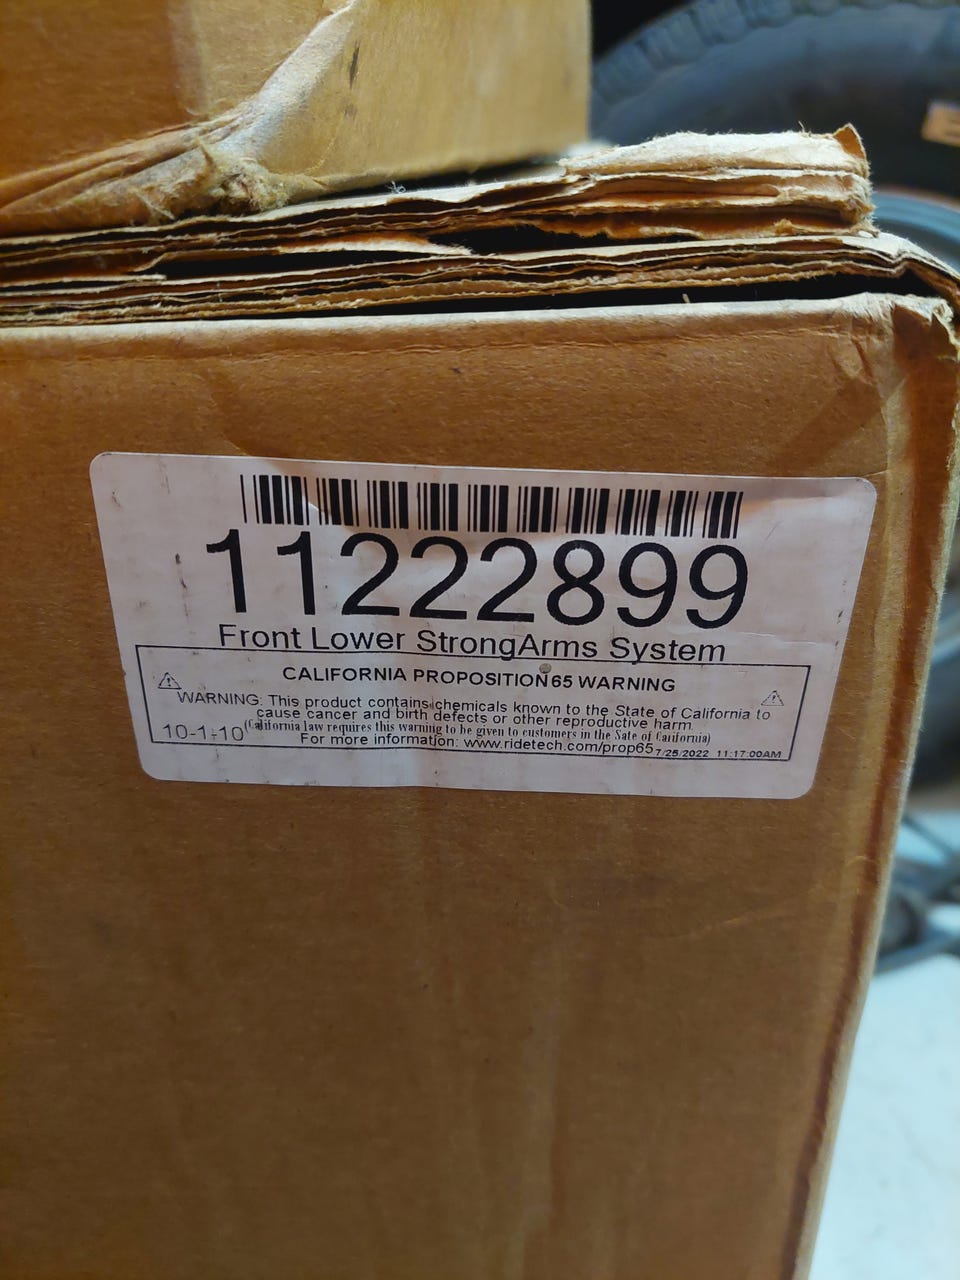 11222899
Front Lower StrongArms System
CALIFORNIA PROPOSITION 65 WARNING
WARNING: This product contains chemicals known to the State of California to
cause cancer and birth defects or other reproductive harm
10-1-10 (California law requires this warning to be given to customers in the Sate of California)
For more information: www.ridetech.com/prop65 7/25/2022 11:17:00AM